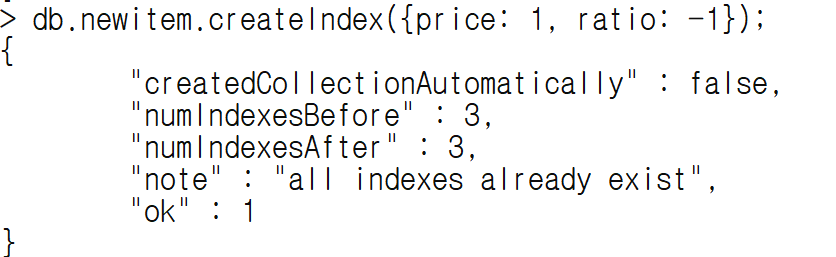 > db.newitem.createIndex({price: 1, ratio: -1});
{
"createdCollectionAutomatically" : false,
"numIndexesBefore" : 3,
"numIndexesAfter" : 3,
"note" : "all indexes already exist",
"ok" : 1
}